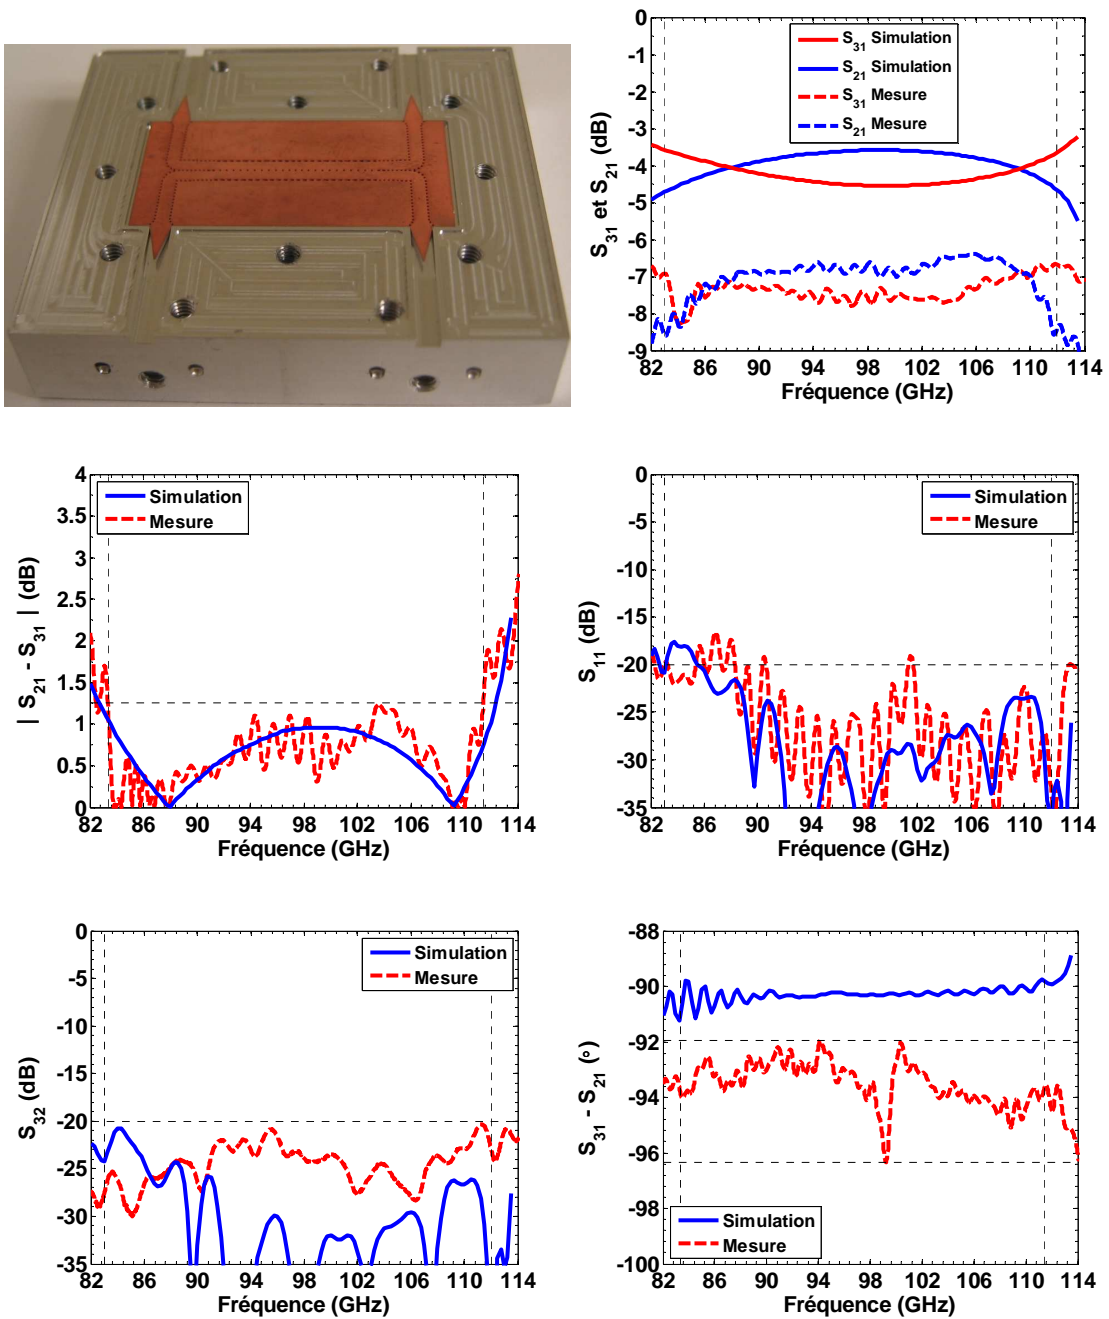 0
-1
-2
-3
-4
-5
-6
-7
-8
-9
S31 et S21 (dB)
S31 Simulation
S21 Simulation
S31 Mesure
S21 Mesure
82 86 90 94 98 102 106 110 114
Fréquence (GHz)
4
3.5
3
2.5
2
1.5
1
0.5
0
| S21 - S31 | (dB)
Simulation
Mesure
82 86 90 94 98 102 106 110 114
Fréquence (GHz)
0
-5
-10
-15
-20
-25
-30
-35
S11 (dB)
Simulation
Mesure
82 86 90 94 98 102 106 110 114
Fréquence (GHz)
0
-5
-10
-15
-20
-25
-30
-35
S32 (dB)
Simulation
Mesure
82 86 90 94 98 102 106 110 114
Fréquence (GHz)
-88
-90
-92
-94
-96
-98
-100
S31 - S21 (°)
Simulation
Mesure
82 86 90 94 98 102 106 110 114
Fréquence (GHz)